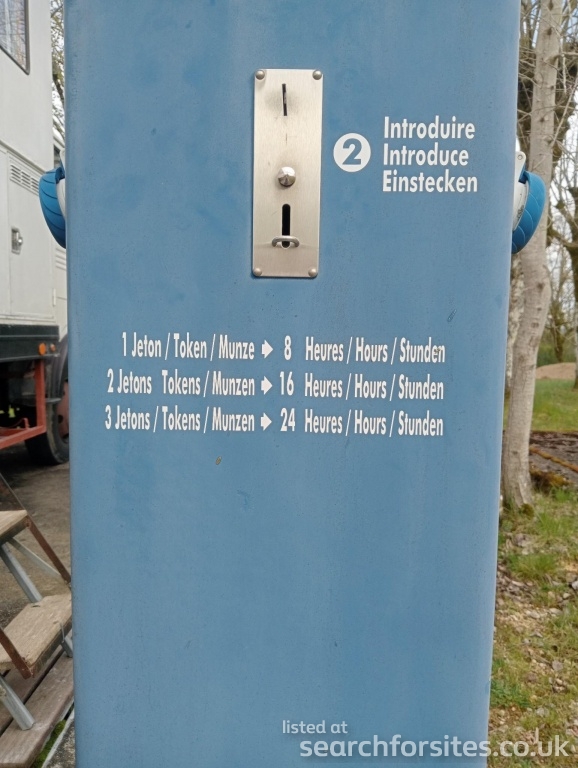 2 Introduire
Introduce
Einstecken
1 Jeton / Token / Munze 8 Heures / Hours / Stunden
2 Jetons Tokens / Munzen 16 Heures / Hours / Stunden
3 Jetons / Tokens / Munzen 24 Heures / Hours / Stunden
listed at
searchforsites.co.uk